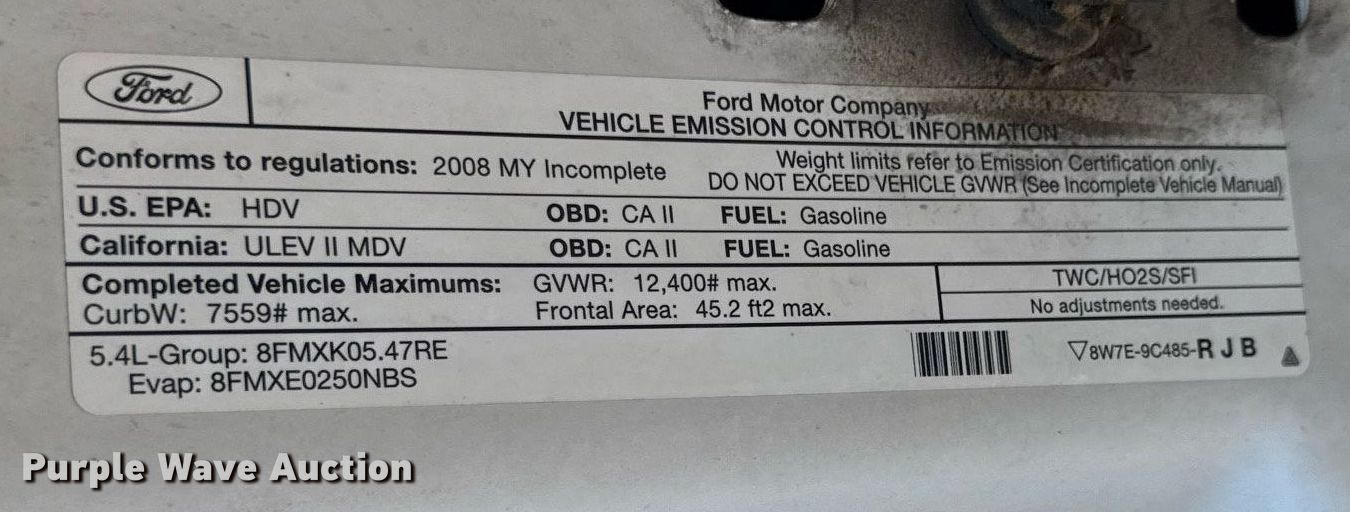 Ford
Ford Motor Company
VEHICLE EMISSION CONTROL INFORMATION
Conforms to regulations: 2008 MY Incomplete
Weight limits refer to Emission Certification only.
DO NOT EXCEED VEHICLE GVWR (See Incomplete Vehicle Manual)
U.S. EPA: HDV OBD: CA II FUEL: Gasoline
California: ULEV II MDV OBD: CA II FUEL: Gasoline
Completed Vehicle Maximums: GVWR: 12,400# max.
CurbW: 7559# max. Frontal Area: 45.2 ft2 max.
TWC/HO2S/SFI
No adjustments needed.
5.4L-Group: 8FMXK05.47RE
Evap: 8FMXE0250NBS
▽8W7E-9C485-R J B
Purple Wave Auction